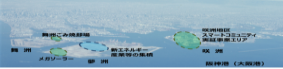 舞洲ごみ焼却場
咲洲地区
スマートコミュニティ
実証事業エリア
舞 洲
新エネルギー
産業等の集積
咲 洲
メガソーラー
夢 洲
阪神港（大阪港）